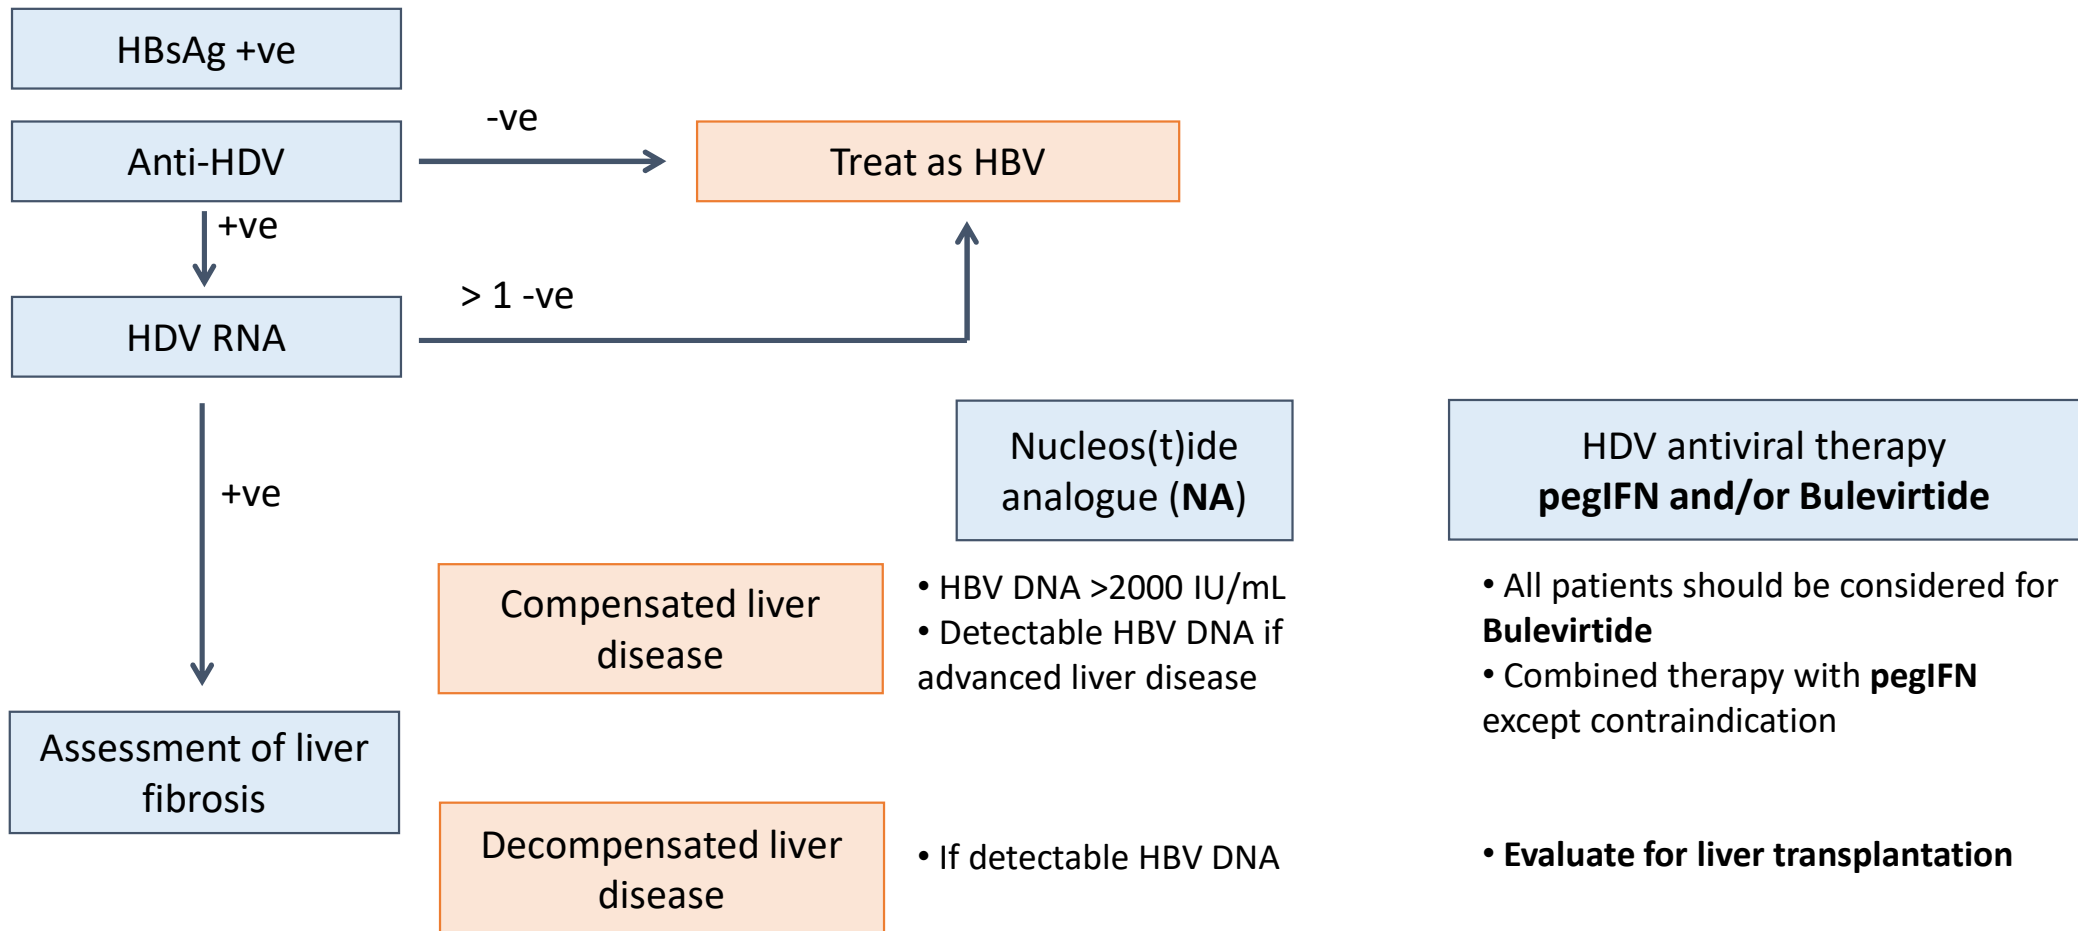 HBsAg +ve
Anti-HDV
-ve
Treat as HBV
+ve
HDV RNA
> 1 -ve
+ve
Assessment of liver
fibrosis
Nucleos(t)ide
analogue (NA)
HDV antiviral therapy
pegIFN and/or Bulevirtide
Compensated liver
disease
• HBV DNA >2000 IU/mL
• Detectable HBV DNA if
advanced liver disease
• All patients should be considered for
Bulevirtide
• Combined therapy with pegIFN
except contraindication
Decompensated liver
disease
• If detectable HBV DNA
• Evaluate for liver transplantation